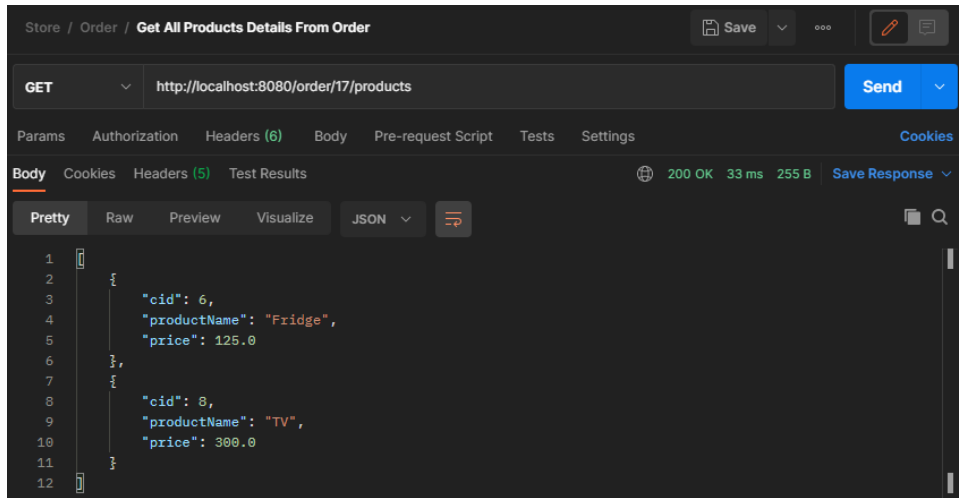 Store / Order / Get All Products Details From Order
Save
GET
http://localhost:8080/order/17/products
Send
Params Authorization Headers (6) Body Pre-request Script Tests Settings Cookies
Body Cookies Headers (5) Test Results 200 OK 33 ms 255 B Save Response
Pretty Raw Preview Visualize JSON
1 [
2 {
3 "cid": 6,
4 "productName": "Fridge",
5 "price": 125.0
6 },
7 {
8 "cid": 8,
9 "productName": "TV",
10 "price": 300.0
11 }
12 ]